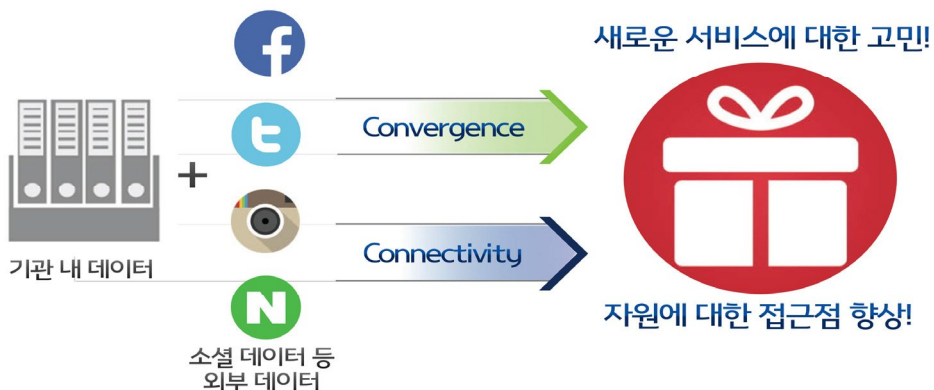 기관 내 데이터
+
f
t
N
소셜 데이터 등
외부 데이터
Convergence
Connectivity
새로운 서비스에 대한 고민!
자원에 대한 접근점 향상!